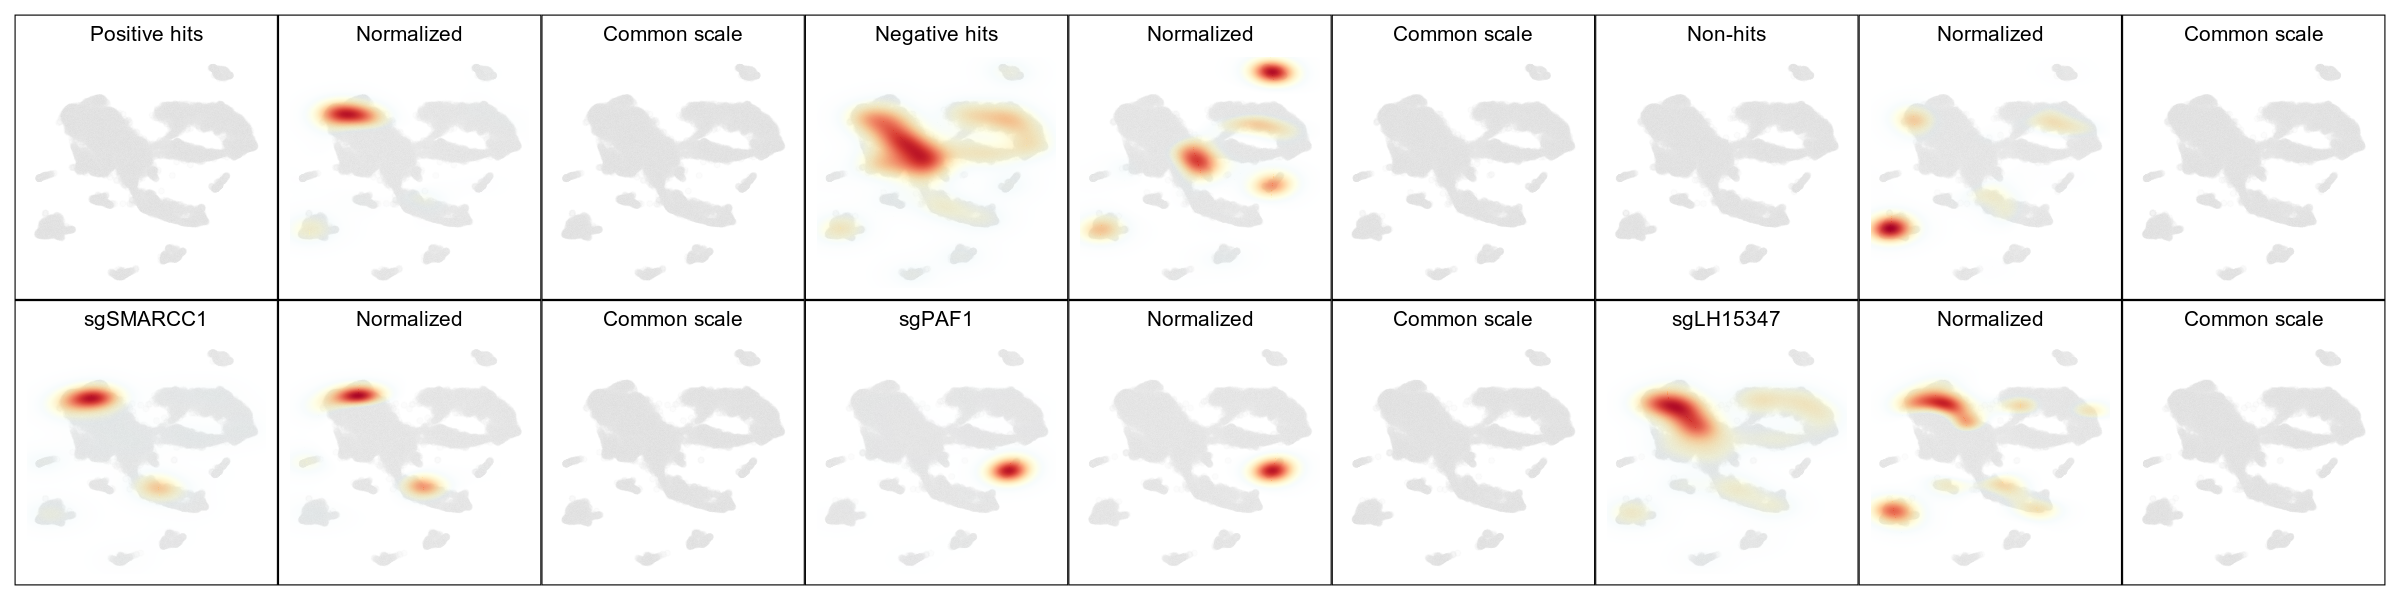 Positive hits
Normalized
Common scale
Negative hits
Normalized
Common scale
Non-hits
Normalized
Common scale
sgSMARCC1
Normalized
Common scale
sgPAF1
Normalized
Common scale
sgLH15347
Normalized
Common scale